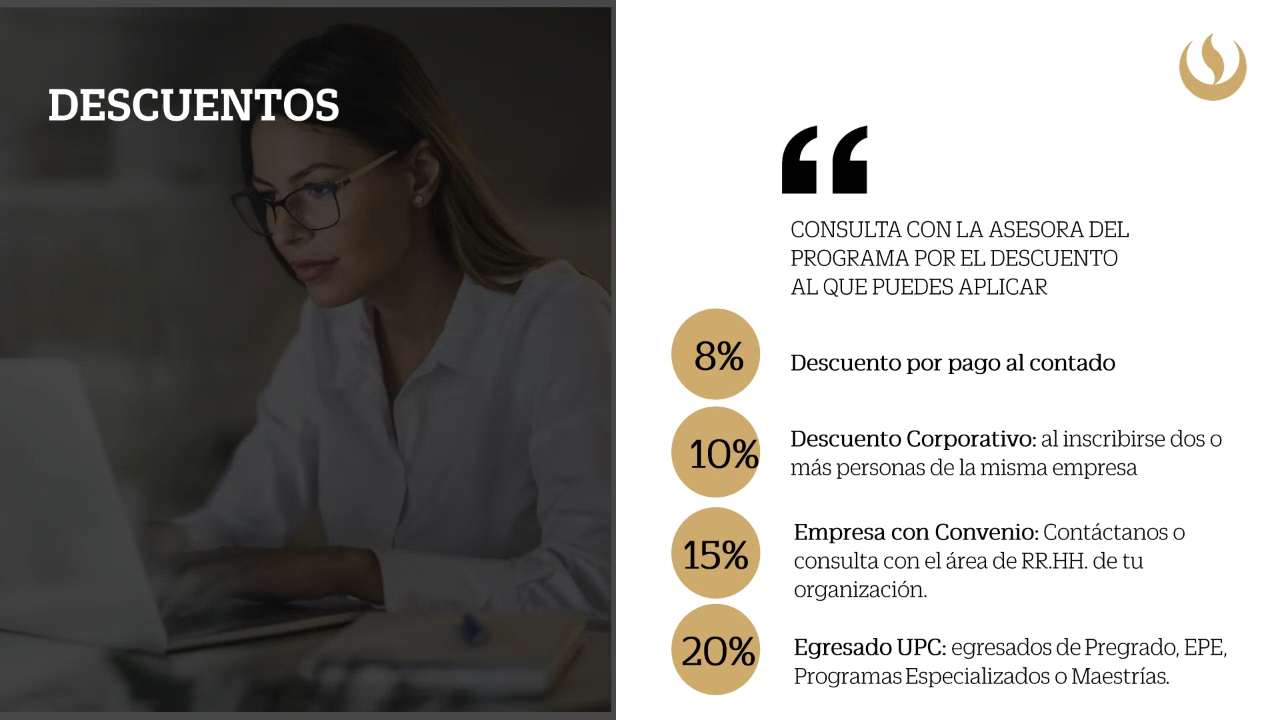 DESCUENTOS
CONSULTA CON LA ASESORA DEL
PROGRAMA POR EL DESCUENTO
AL QUE PUEDES APLICAR
8%
Descuento por pago al contado
10%
Descuento Corporativo: al inscribirse dos o
más personas de la misma empresa
15%
Empresa con Convenio: Contáctanos o
consulta con el área de RR.HH. de tu
organización.
20%
Egresado UPC: egresados de Pregrado, EPE,
Programas Especializados o Maestrías.